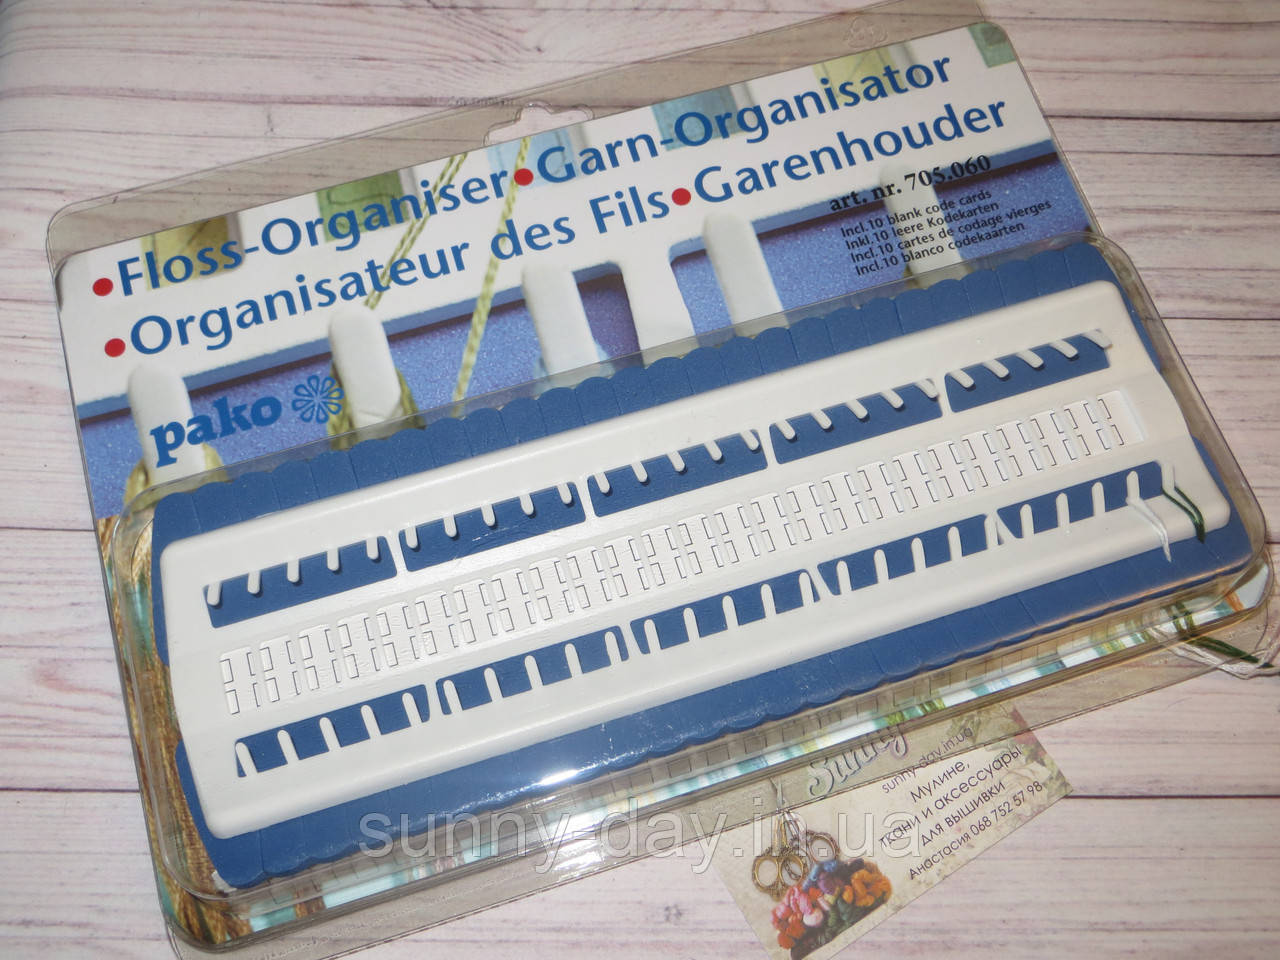 •Floss-Organiser•Garn-Organisator
•Organisateur des Fils•Garenhouder
art. nr. 705.060
Incl.10 blank code cards
Inkl.10 leere Kodekarten
Incl.10 cartes de codage vierges
Incl.10 blanco codekaarten
pako
Sunny
sunny-day.in.ua
Мулине,
ткани и аксессуары
для вышивки
Анастасия 068 752 57 98
sunny-day.in.ua